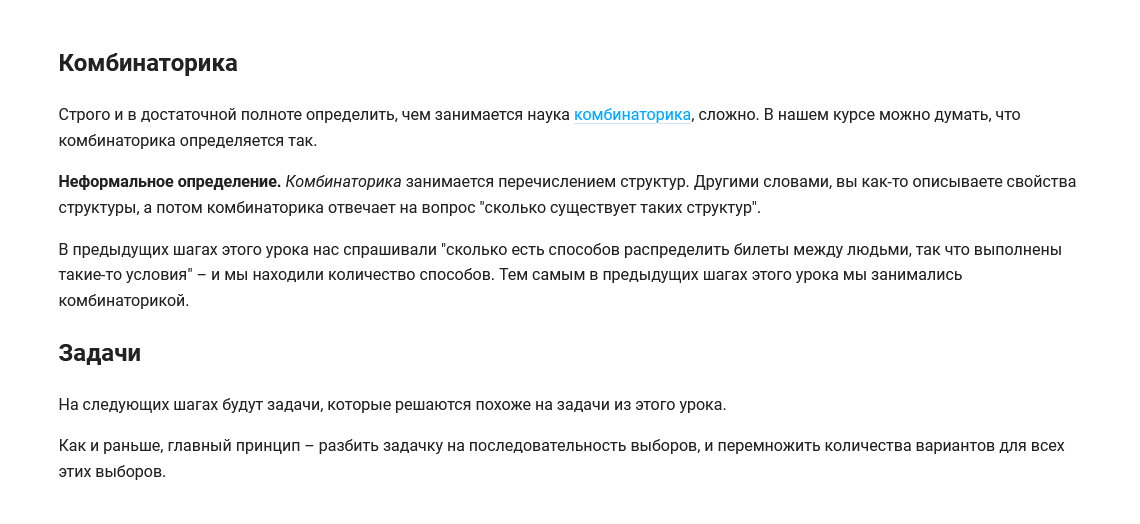 Комбинаторика
Строго и в достаточной полноте определить, чем занимается наука комбинаторика, сложно. В нашем курсе можно думать, что
комбинаторика определяется так.
Неформальное определение. Комбинаторика занимается перечислением структур. Другими словами, вы как-то описываете свойства
структуры, а потом комбинаторика отвечает на вопрос "сколько существует таких структур".
В предыдущих шагах этого урока нас спрашивали "сколько есть способов распределить билеты между людьми, так что выполнены
такие-то условия" – и мы находили количество способов. Тем самым в предыдущих шагах этого урока мы занимались
комбинаторикой.
Задачи
На следующих шагах будут задачи, которые решаются похоже на задачи из этого урока.
Как и раньше, главный принцип – разбить задачку на последовательность выборов, и перемножить количества вариантов для всех
этих выборов.